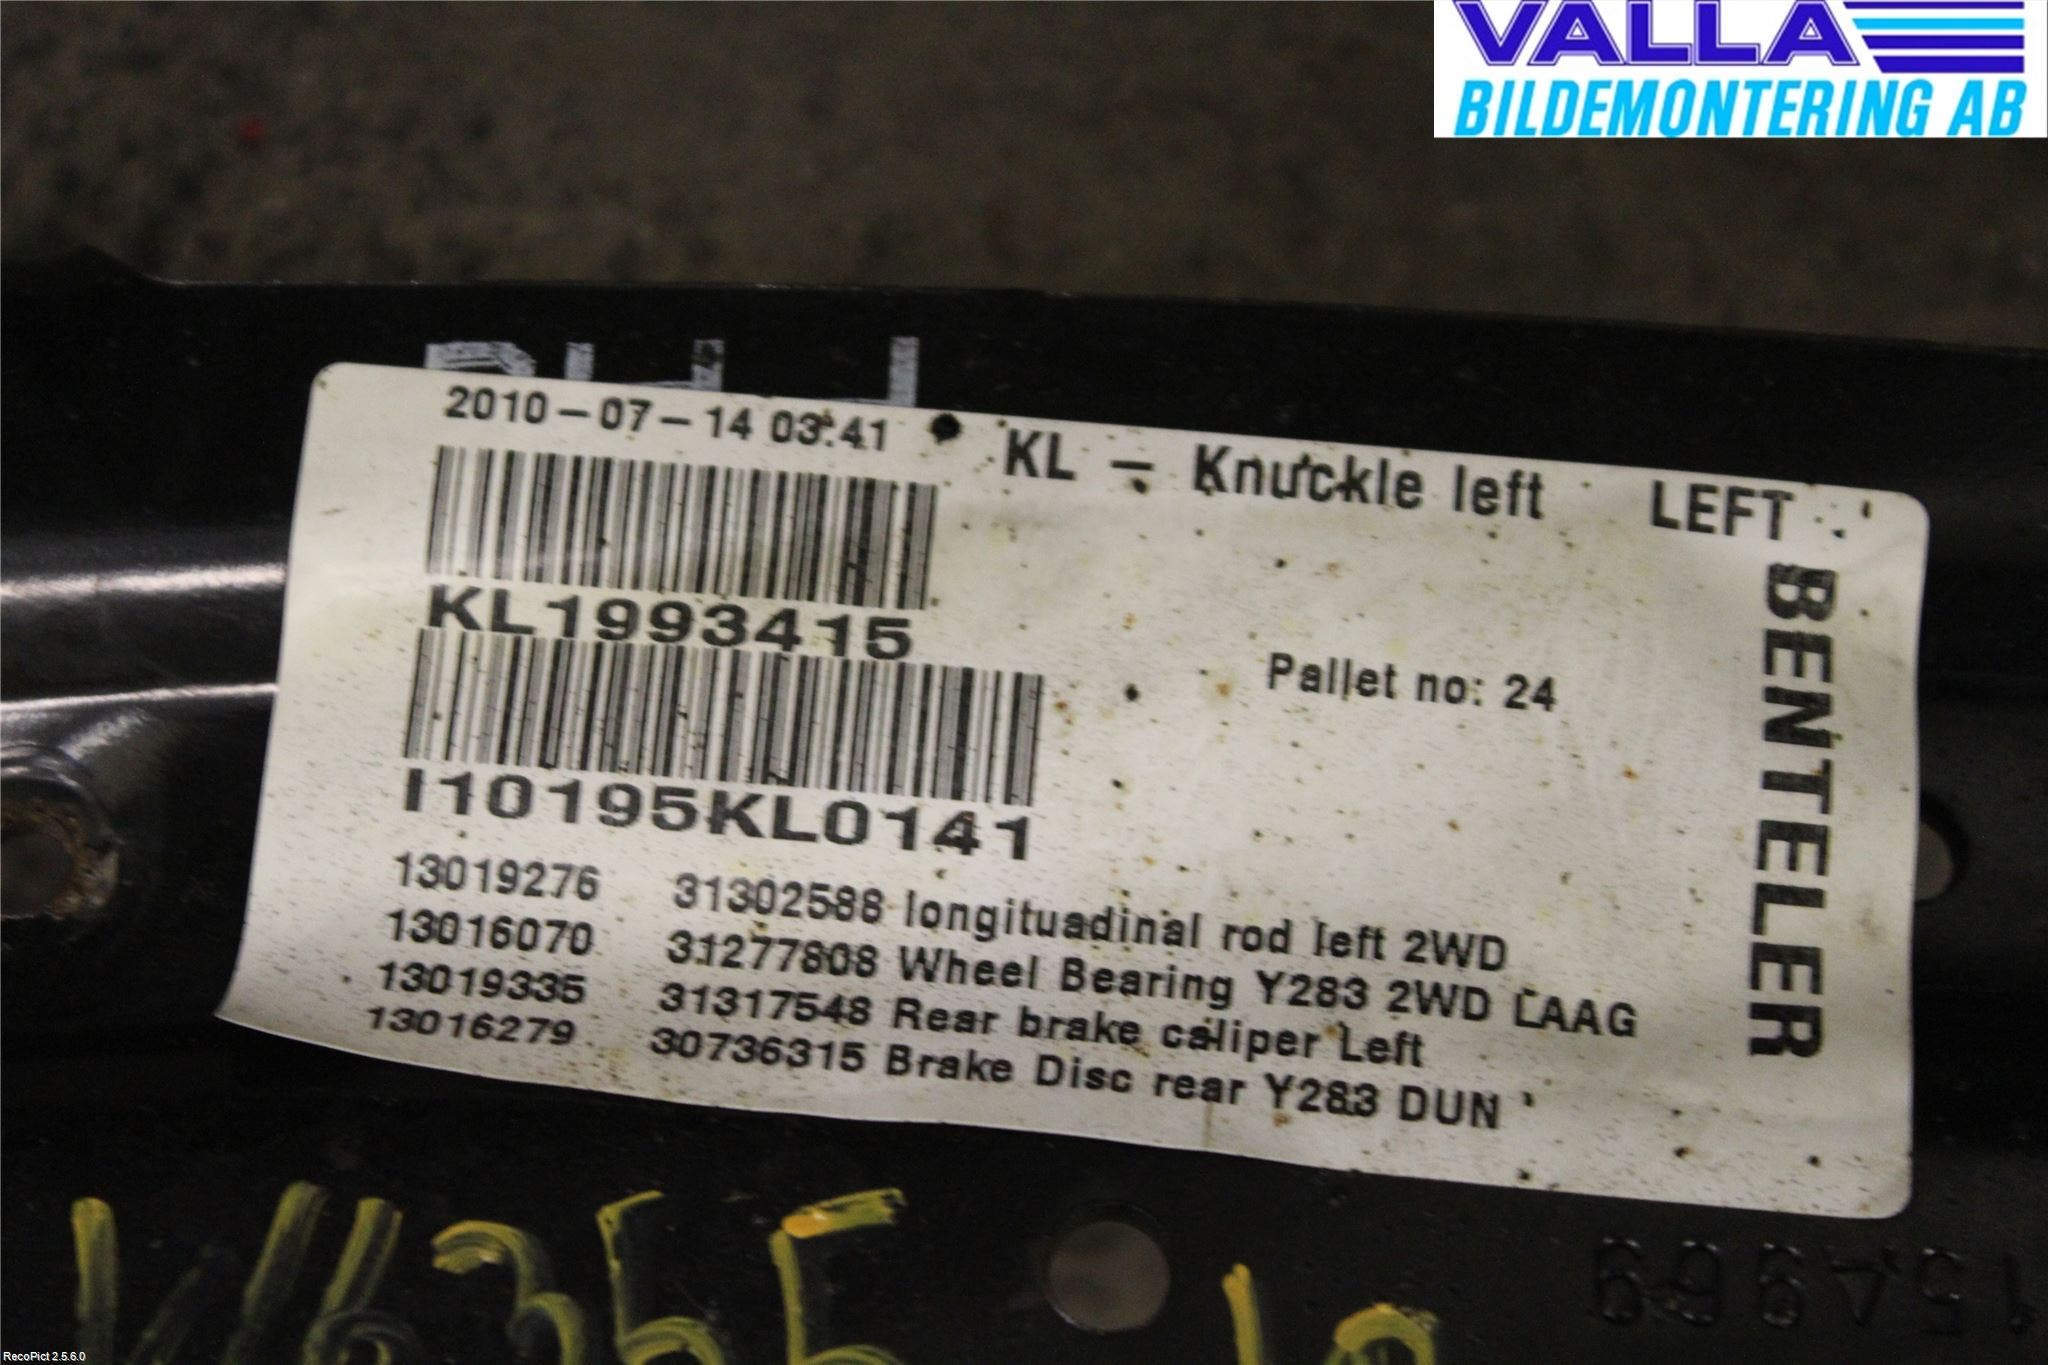 VALLA
BILDEMONTERING AB
2010-07-14 03:41
KL - Knuckle left LEFT
KL1993415
Pallet no: 24
BENTELER
I10195KL0141
13019276 31302588 longituadinal rod left 2WD
13016070 31277808 Wheel Bearing Y283 2WD LAAG
13019335 31317548 Rear brake caliper Left
13016279 30736315 Brake Disc rear Y283 DUN
RecoPict 2.5.6.0